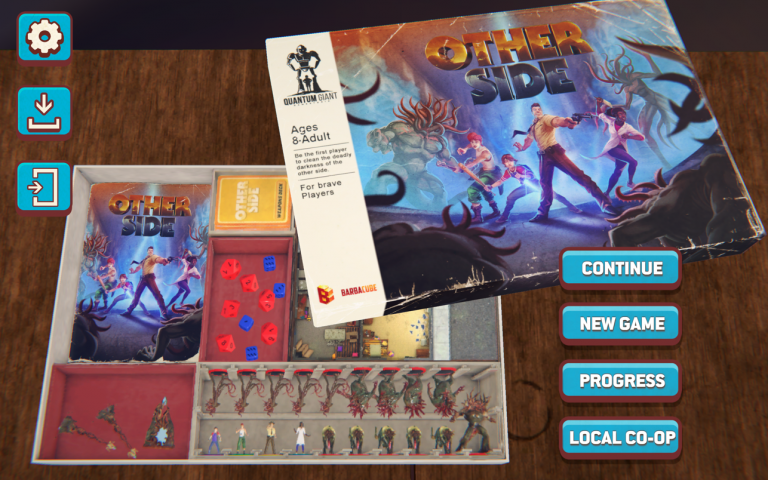 OTHER
SIDE
QUANTUM GIANT
Ages
8-Adult
Be the first player
to clean the deadly
darkness of the
other side.
For brave
Players
BARBALUBE
OTHER
SIDE
OTHER
SIDE
CONTINUE
NEW GAME
PROGRESS
LOCAL CO-OP